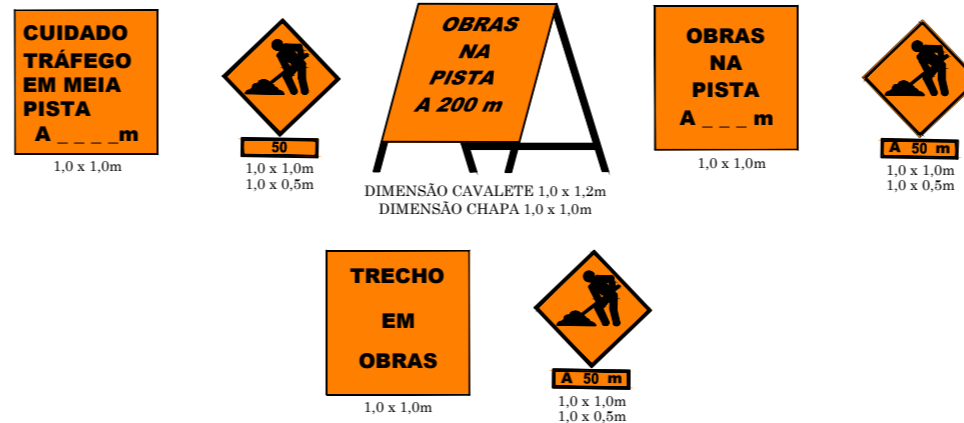 CUIDADO
TRÁFEGO
EM MEIA
PISTA
A _ _ _ _m
1,0 x 1,0m
50
1,0 x 1,0m
1,0 x 0,5m
OBRAS
NA
PISTA
A 200 m
DIMENSÃO CAVALETE 1,0 x 1,2m
DIMENSÃO CHAPA 1,0 x 1,0m
OBRAS
NA
PISTA
A _ _ _ m
1,0 x 1,0m
A 50 m
1,0 x 1,0m
1,0 x 0,5m
TRECHO
EM
OBRAS
1,0 x 1,0m
A 50 m
1,0 x 1,0m
1,0 x 0,5m